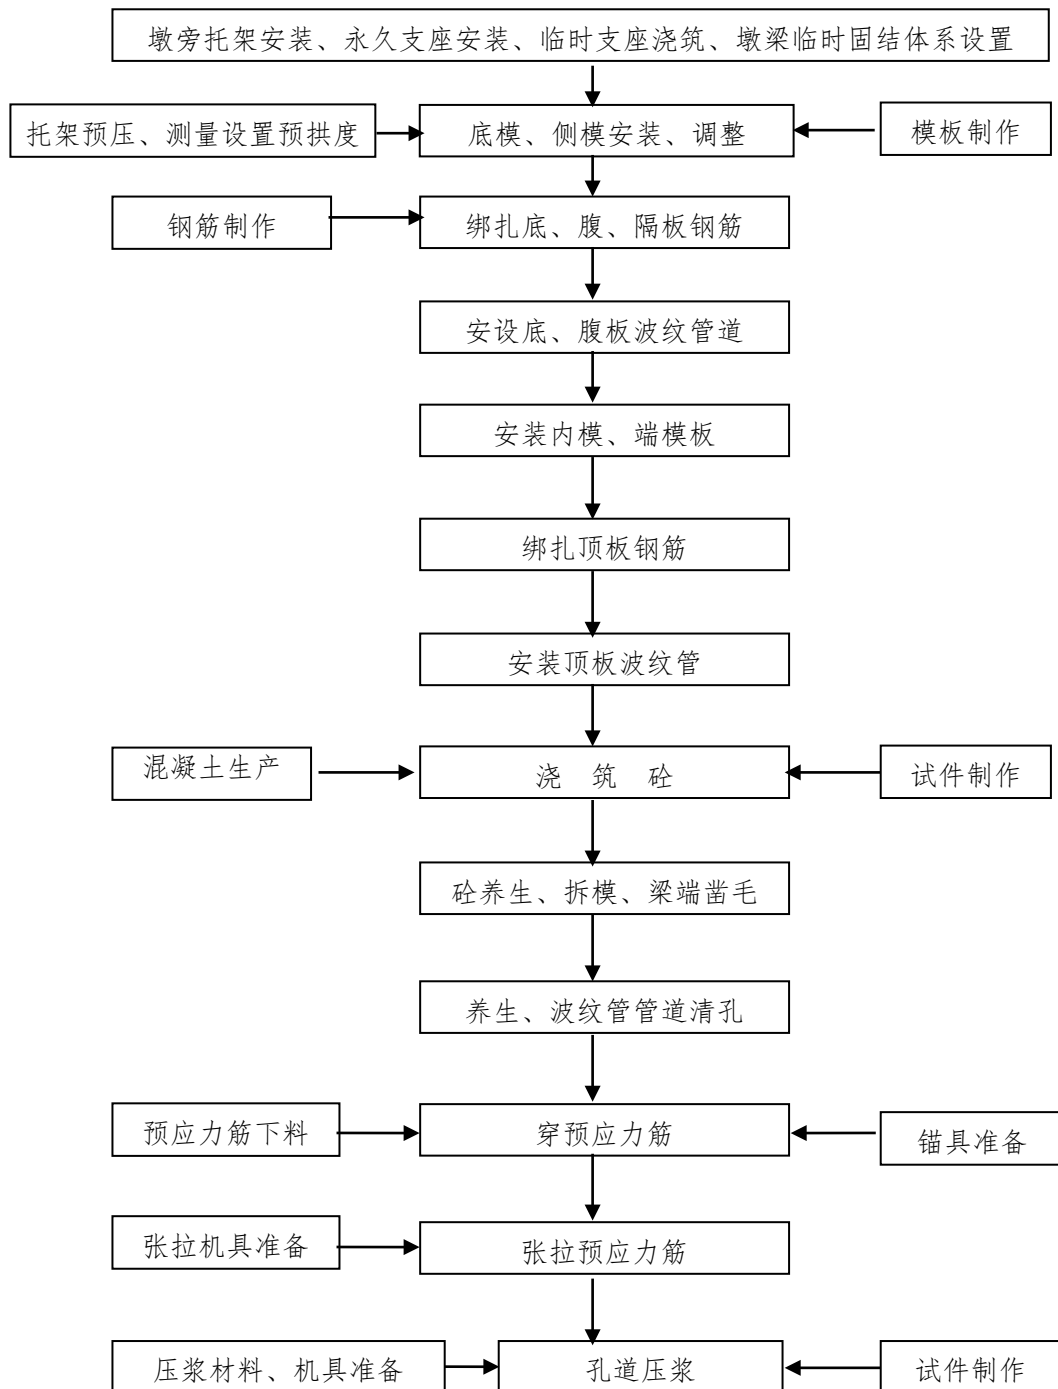 墩旁托架安装、永久支座安装、临时支座浇筑、墩梁临时固结体系设置
托架预压、测量设置预拱度
底模、侧模安装、调整
模板制作
钢筋制作
绑扎底、腹、隔板钢筋
安设底、腹板波纹管道
安装内模、端模板
绑扎顶板钢筋
安装顶板波纹管
混凝土生产
浇 筑 砼
试件制作
砼养生、拆模、梁端凿毛
养生、波纹管管道清孔
预应力筋下料
穿预应力筋
锚具准备
张拉机具准备
张拉预应力筋
压浆材料、机具准备
孔道压浆
试件制作